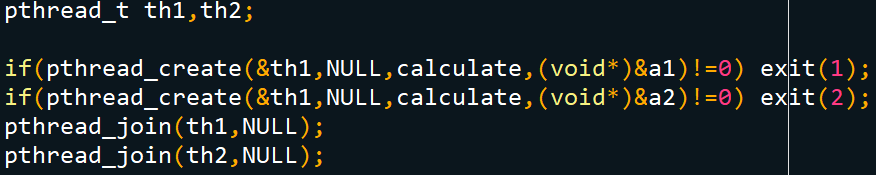 pthread_t th1,th2;
if(pthread_create(&th1,NULL,calculate,(void*)&a1)!=0) exit(1);
if(pthread_create(&th1,NULL,calculate,(void*)&a2)!=0) exit(2);
pthread_join(th1,NULL);
pthread_join(th2,NULL);